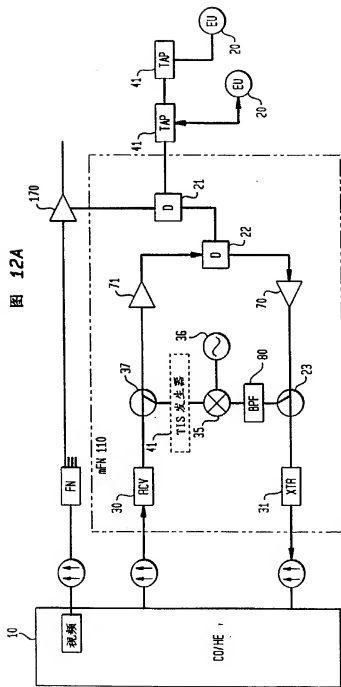 图 12A
10
视频
CO/HE
FN
170
mFN 110
30
RCV
37
71
41
TIS 发生器
36
35
80
BPF
23
31
XTR
70
D
22
D
21
41
TAP
41
TAP
EU
20
EU
20